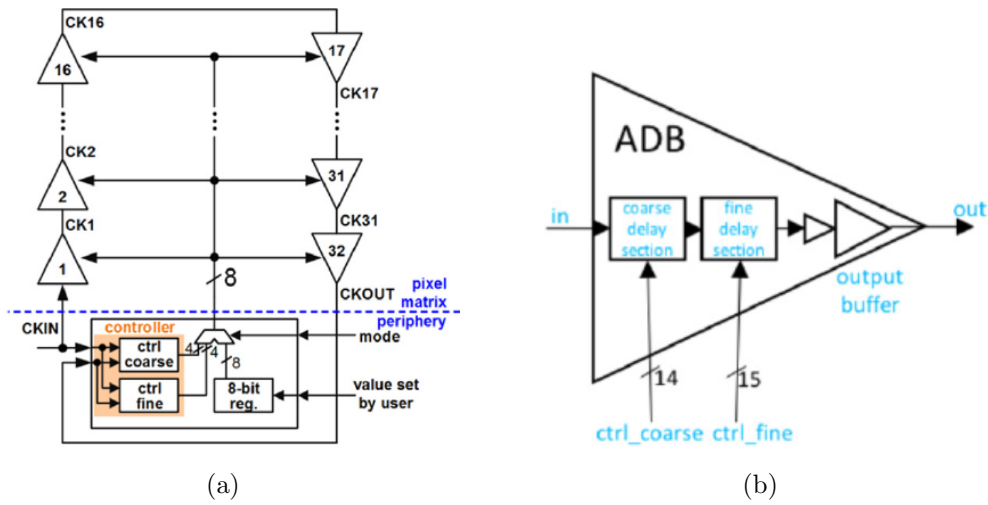 CK16
16
17
CK17
CK2
2
31
CK1
CK31
1
32
8
CKOUT
pixel
matrix
periphery
CKIN
controller
mode
ctrl
coarse
4
4
8
ctrl
fine
8-bit
reg.
value set
by user
(a)
ADB
in
coarse
delay
section
fine
delay
section
out
output
buffer
14
15
ctrl_coarse
ctrl_fine
(b)